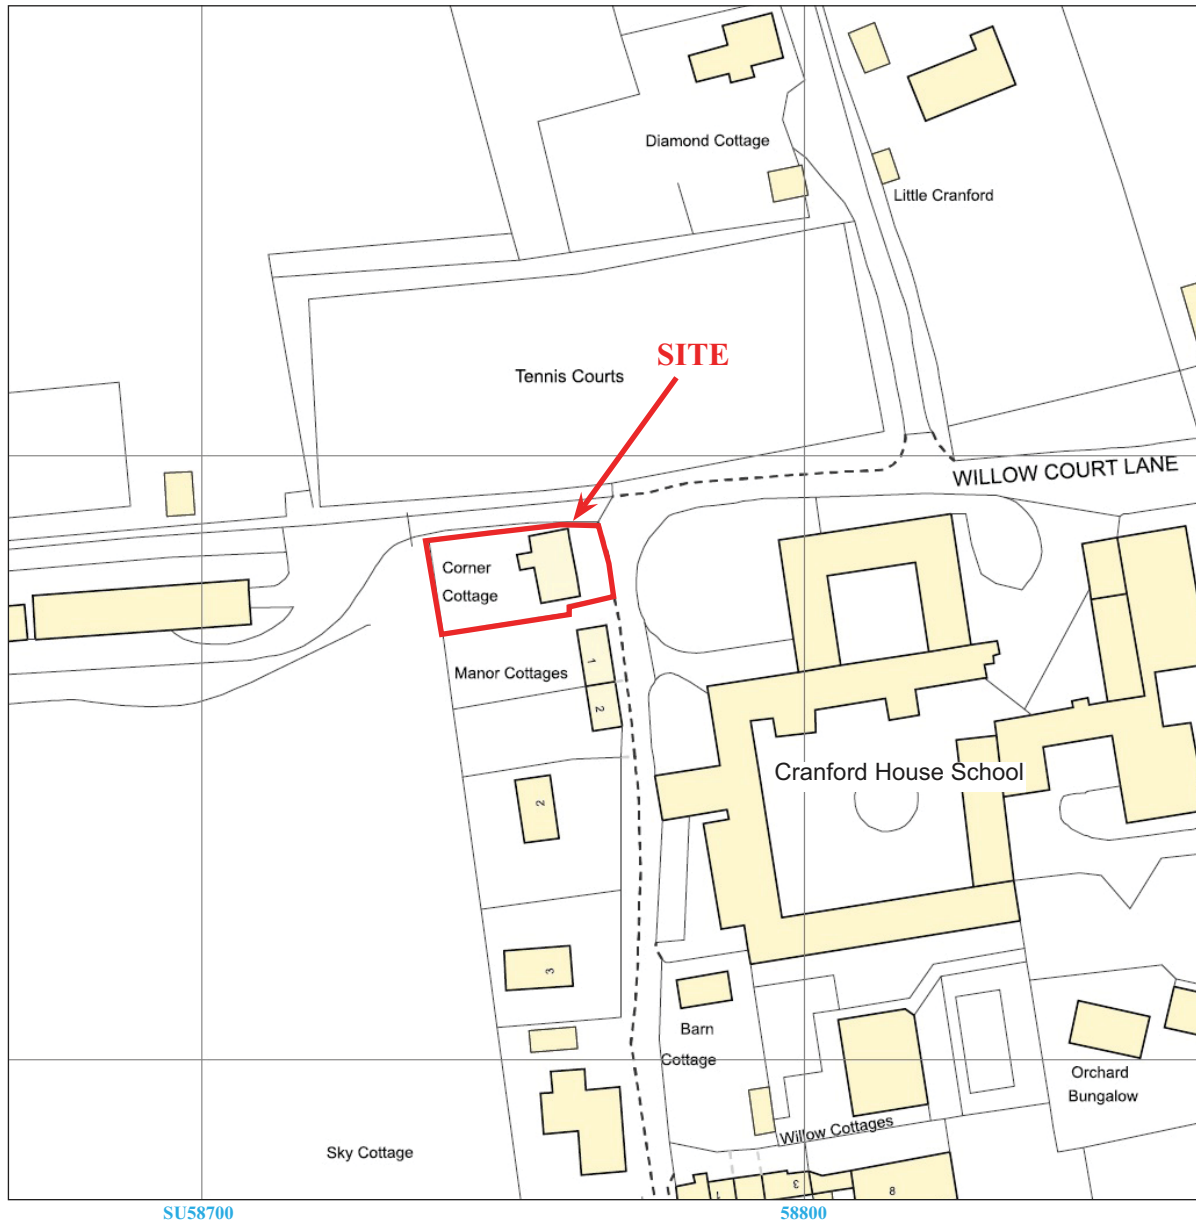 Diamond Cottage
Little Cranford
SITE
Tennis Courts
WILLOW COURT LANE
Corner
Cottage
1
Manor Cottages
2
Cranford House School
2
3
Barn
Cottage
Orchard
Bungalow
Willow Cottages
Sky Cottage
1
3
8
SU58700
58800